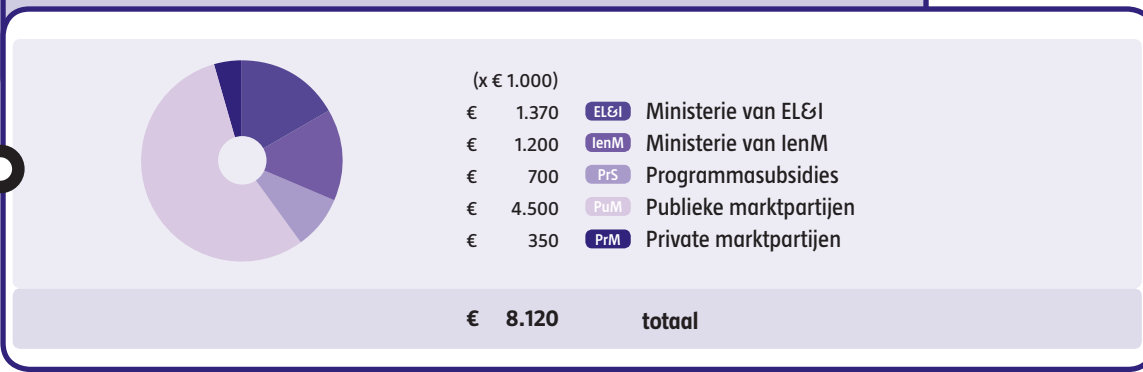 (x € 1.000)
€ 1.370 EL&I Ministerie van EL&I
€ 1.200 IenM Ministerie van IenM
€ 700 PrS Programmasubsidies
€ 4.500 PuM Publieke marktpartijen
€ 350 PrM Private marktpartijen
€ 8.120 totaal